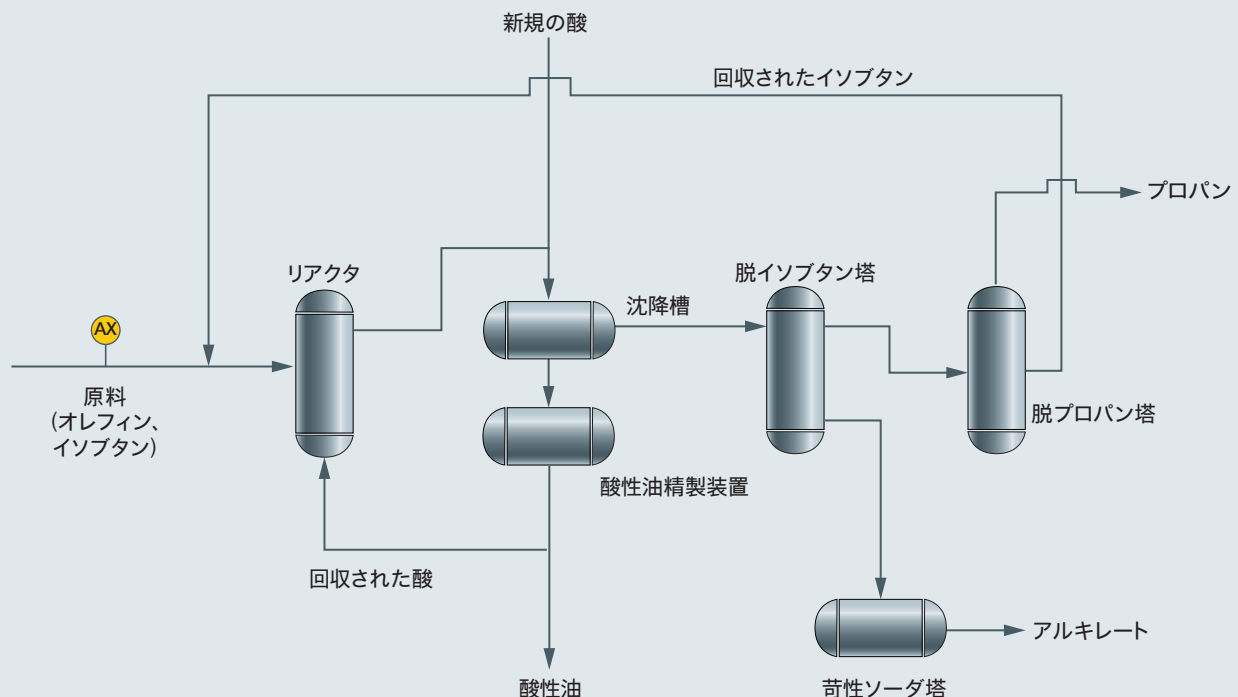 新規の酸
回収されたイソブタン
プロパン
リアクタ
脱イソブタン塔
沈降槽
AX
原料
(オレフィン、
イソブタン)
脱プロパン塔
酸性油精製装置
回収された酸
アルキレート
酸性油
苛性ソーダ塔